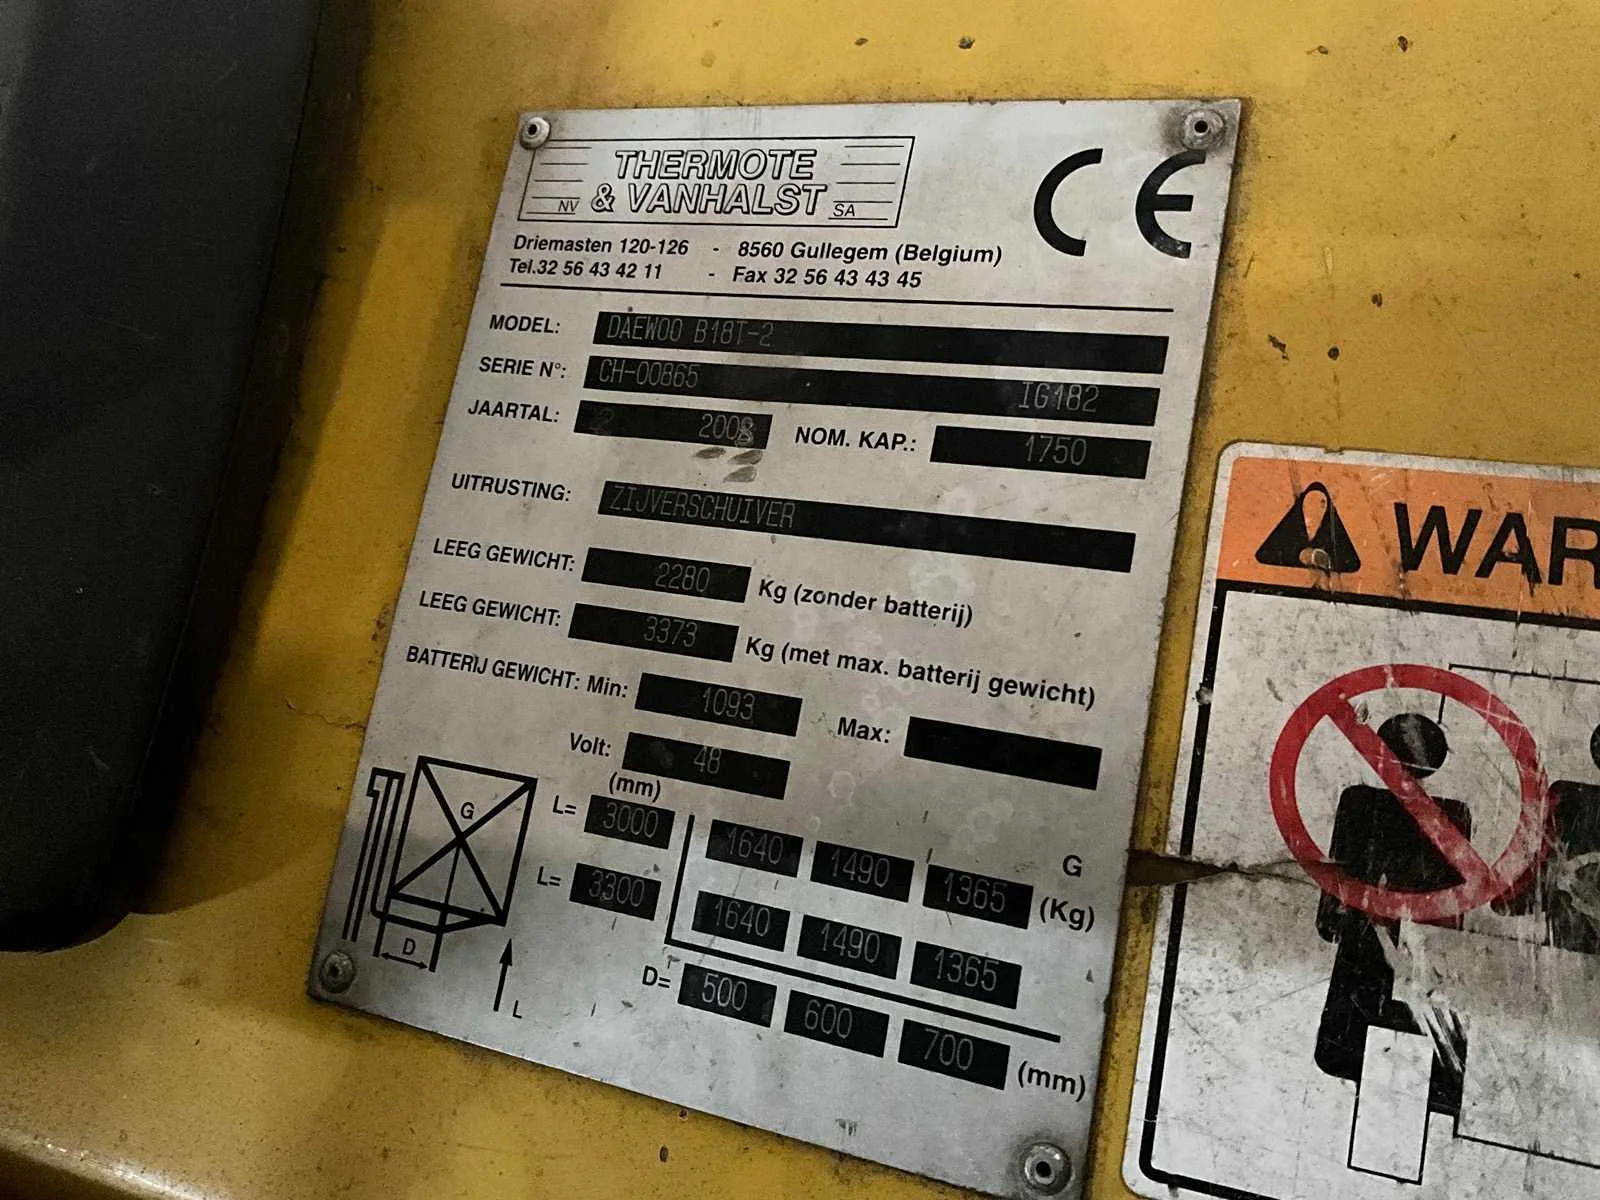 THERMOTE
NV & VANHALST SA
CE
Driemasten 120-126 - 8560 Gullegem (Belgium)
Tel.32 56 43 42 11 - Fax 32 56 43 43 45
MODEL: DAEWOO B18T-2
SERIE N°: CH-00865 IG182
JAARTAL: NOM. KAP.: 1750
UITRUSTING: ZIJVERSCHUIVER
LEEG GEWICHT: 2280 Kg (zonder batterij)
LEEG GEWICHT: 3373 Kg (met max. batterij gewicht)
BATTERIJ GEWICHT: Min: 1093 Max:
Volt: 48
(mm)
L= 3000 1640 1490 1365 G
L= 3300 1640 1490 1365 (Kg)
D= 500 600 700 (mm)
G
D
L
WAR